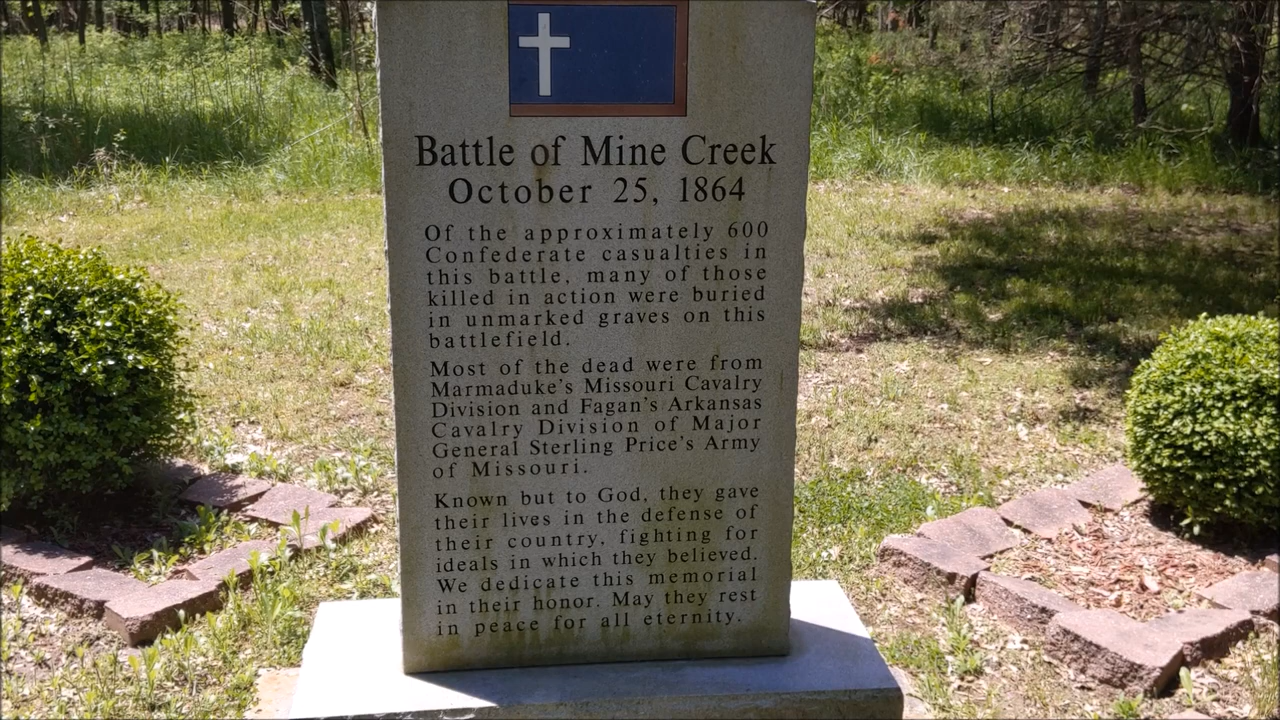 Battle of Mine Creek
October 25, 1864
Of the approximately 600
Confederate casualties in
this battle, many of those
killed in action were buried
in unmarked graves on this
battlefield.
Most of the dead were from
Marmaduke's Missouri Cavalry
Division and Fagan's Arkansas
Cavalry Division of Major
General Sterling Price's Army
of Missouri.
Known but to God, they gave
their lives in the defense of
their country, fighting for
ideals in which they believed.
We dedicate this memorial
in their honor. May they rest
in peace for all eternity.